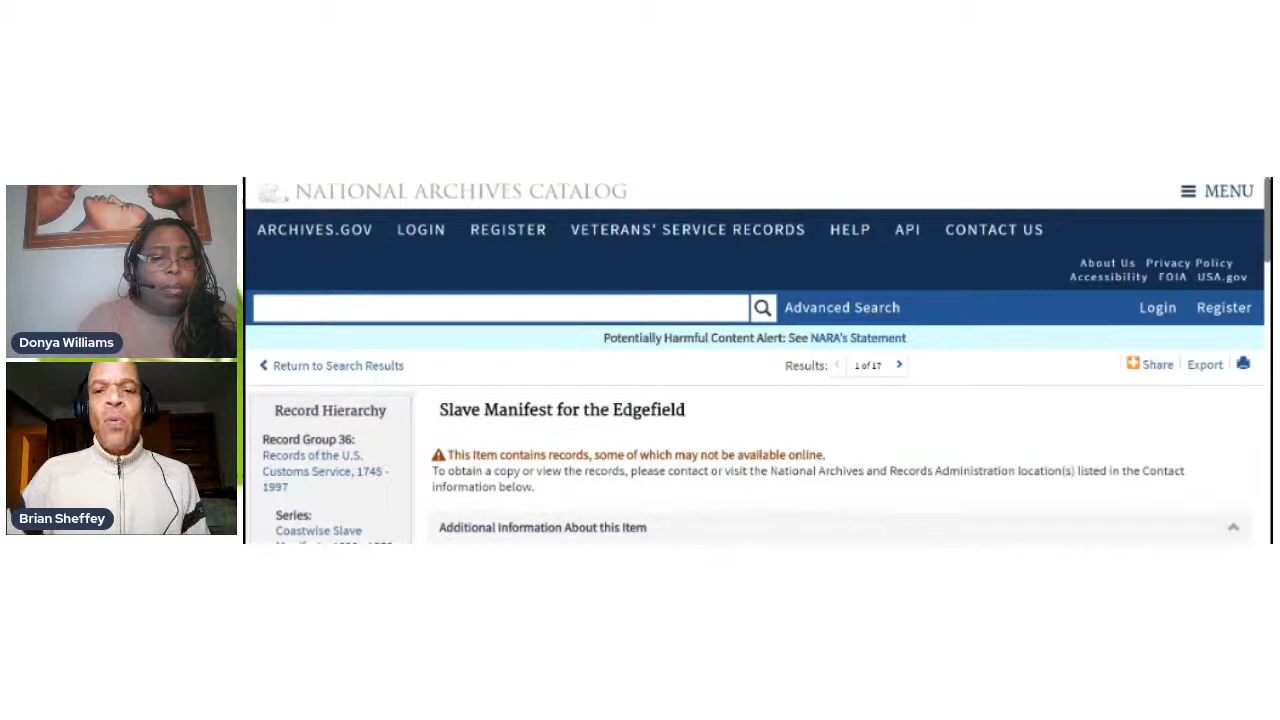 NATIONAL ARCHIVES CATALOG
MENU
ARCHIVES.GOV LOGIN REGISTER VETERANS' SERVICE RECORDS HELP API CONTACT US
About Us Privacy Policy
Accessibility FOIA USA.gov
Advanced Search
Login Register
Potentially Harmful Content Alert: See NARA's Statement
Return to Search Results
Results: 1 of 17
Share Export
Record Hierarchy
Record Group 36:
Records of the U.S.
Customs Service, 1745 -
1997
Series:
Coastwise Slave
Slave Manifest for the Edgefield
This Item contains records, some of which may not be available online.
To obtain a copy or view the records, please contact or visit the National Archives and Records Administration location(s) listed in the Contact
information below.
Additional Information About this Item
Donya Williams
Brian Sheffey